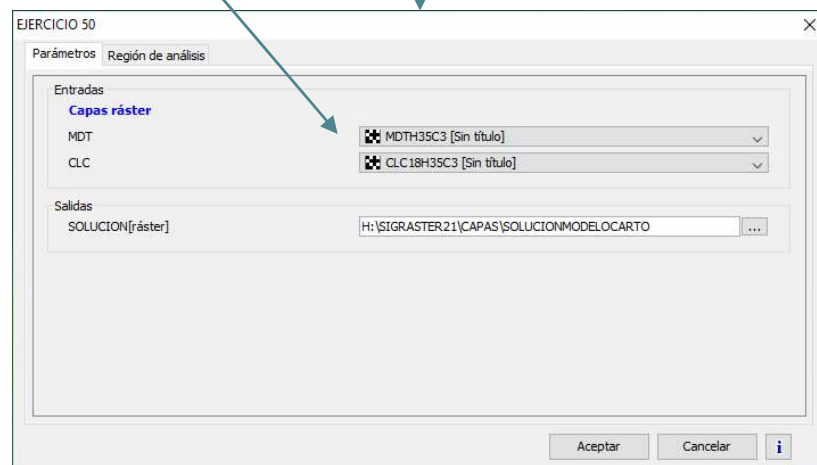 EJERCICIO 50
Parámetros Región de análisis
Entradas
Capas ráster
MDT MDTH35C3 [Sin título]
CLC CLC18H35C3 [Sin título]
Salidas
SOLUCION[ráster] H:\SIGRASTER21\CAPAS\SOLUCIONMODELOCARTO ...
Aceptar Cancelar i